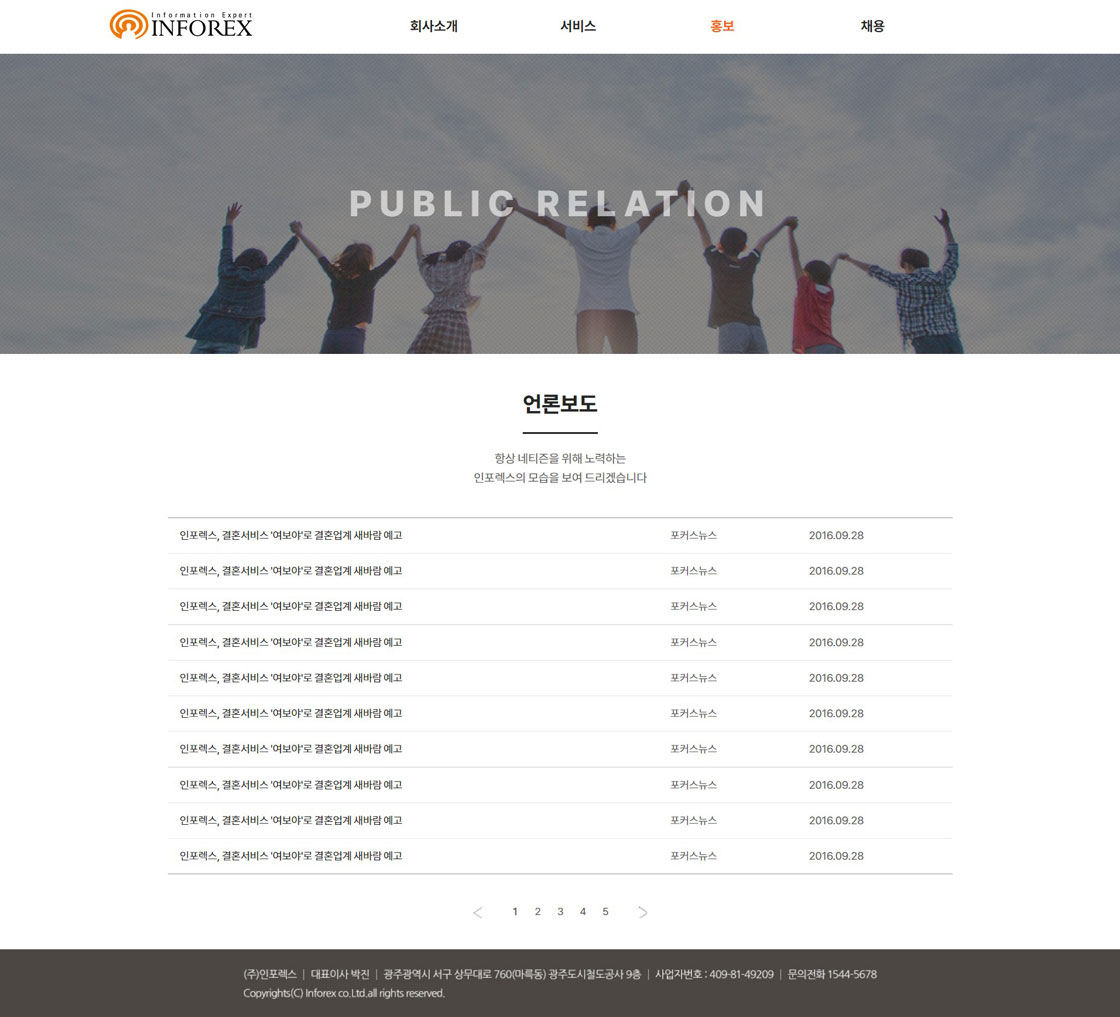 Information Expert
INFOREX
회사소개 서비스 홍보 채용
PUBLIC RELATION
언론보도
항상 네티즌을 위해 노력하는
인포렉스의 모습을 보여 드리겠습니다
인포렉스, 결혼서비스 '여보야'로 결혼업계 새바람 예고 포커스뉴스 2016.09.28
인포렉스, 결혼서비스 '여보야'로 결혼업계 새바람 예고 포커스뉴스 2016.09.28
인포렉스, 결혼서비스 '여보야'로 결혼업계 새바람 예고 포커스뉴스 2016.09.28
인포렉스, 결혼서비스 '여보야'로 결혼업계 새바람 예고 포커스뉴스 2016.09.28
인포렉스, 결혼서비스 '여보야'로 결혼업계 새바람 예고 포커스뉴스 2016.09.28
인포렉스, 결혼서비스 '여보야'로 결혼업계 새바람 예고 포커스뉴스 2016.09.28
인포렉스, 결혼서비스 '여보야'로 결혼업계 새바람 예고 포커스뉴스 2016.09.28
인포렉스, 결혼서비스 '여보야'로 결혼업계 새바람 예고 포커스뉴스 2016.09.28
인포렉스, 결혼서비스 '여보야'로 결혼업계 새바람 예고 포커스뉴스 2016.09.28
인포렉스, 결혼서비스 '여보야'로 결혼업계 새바람 예고 포커스뉴스 2016.09.28
< 1 2 3 4 5 >
(주)인포렉스 | 대표이사 박진 | 광주광역시 서구 상무대로 760(마륵동) 광주도시철도공사 9층 | 사업자번호 : 409-81-49209 | 문의전화 1544-5678
Copyrights(C) Inforex co.Ltd.all rights reserved.